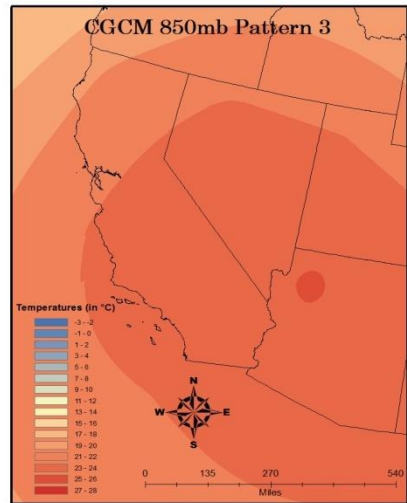 CGCM 850mb Pattern 3
Temperatures (in °C)
-3 - -2
-1 - 0
1 - 2
3 - 4
5 - 6
7 - 8
9 - 10
11 - 12
13 - 14
15 - 16
17 - 18
19 - 20
21 - 22
23 - 24
25 - 26
27 - 28
N
W E
S
0 135 270 540
Miles